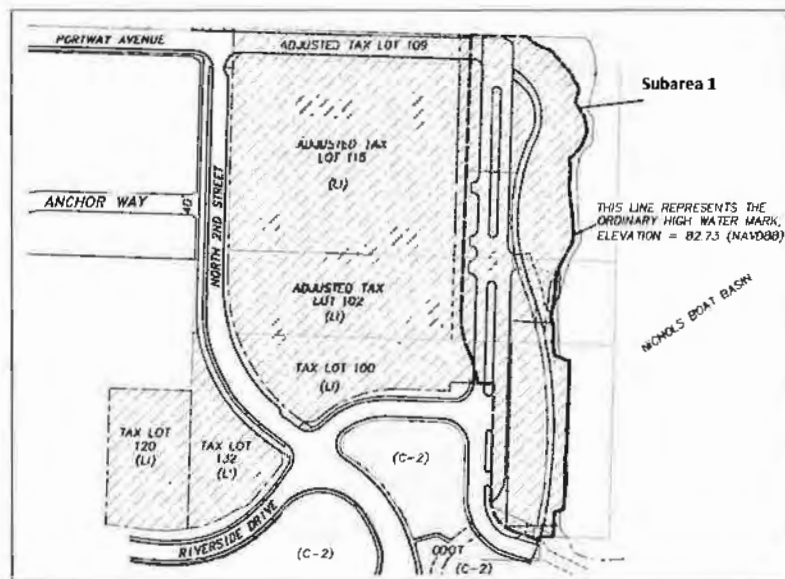 PORTWAY AVENUE
ADJUSTED TAX LOT 109
Subarea 1
ADJUSTED TAX
LOT 115
(LI)
ANCHOR WAY
40'
NORTH 2ND STREET
THIS LINE REPRESENTS THE
ORDINARY HIGH WATER MARK,
ELEVATION = 82.73 (NAVD88)
NICHOLS BOAT BASIN
ADJUSTED TAX
LOT 102
(LI)
TAX LOT 100
(LI)
TAX LOT
120
(LI)
TAX LOT
132
(LI)
(C-2)
RIVERSIDE DRIVE
(C-2)
ODOT
(C-2)